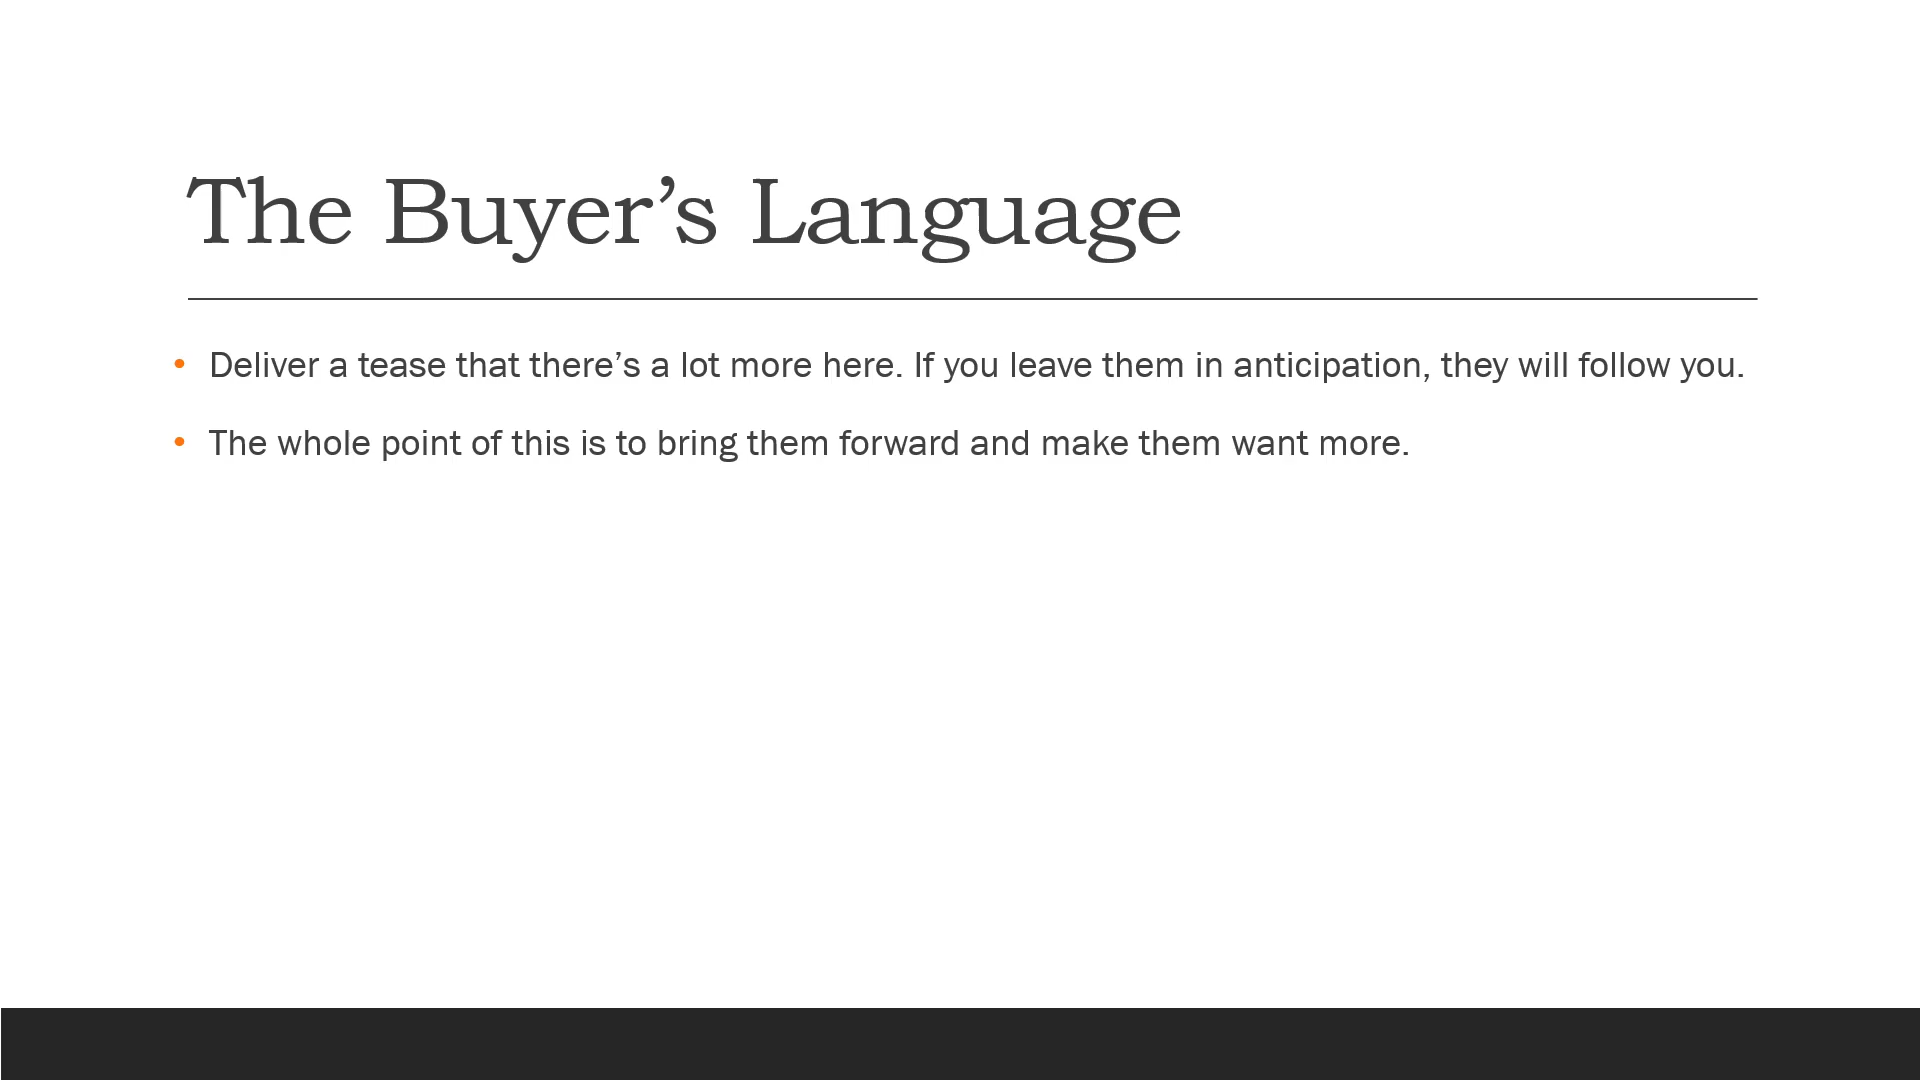 The Buyer’s Language
• Deliver a tease that there’s a lot more here. If you leave them in anticipation, they will follow you.
• The whole point of this is to bring them forward and make them want more.